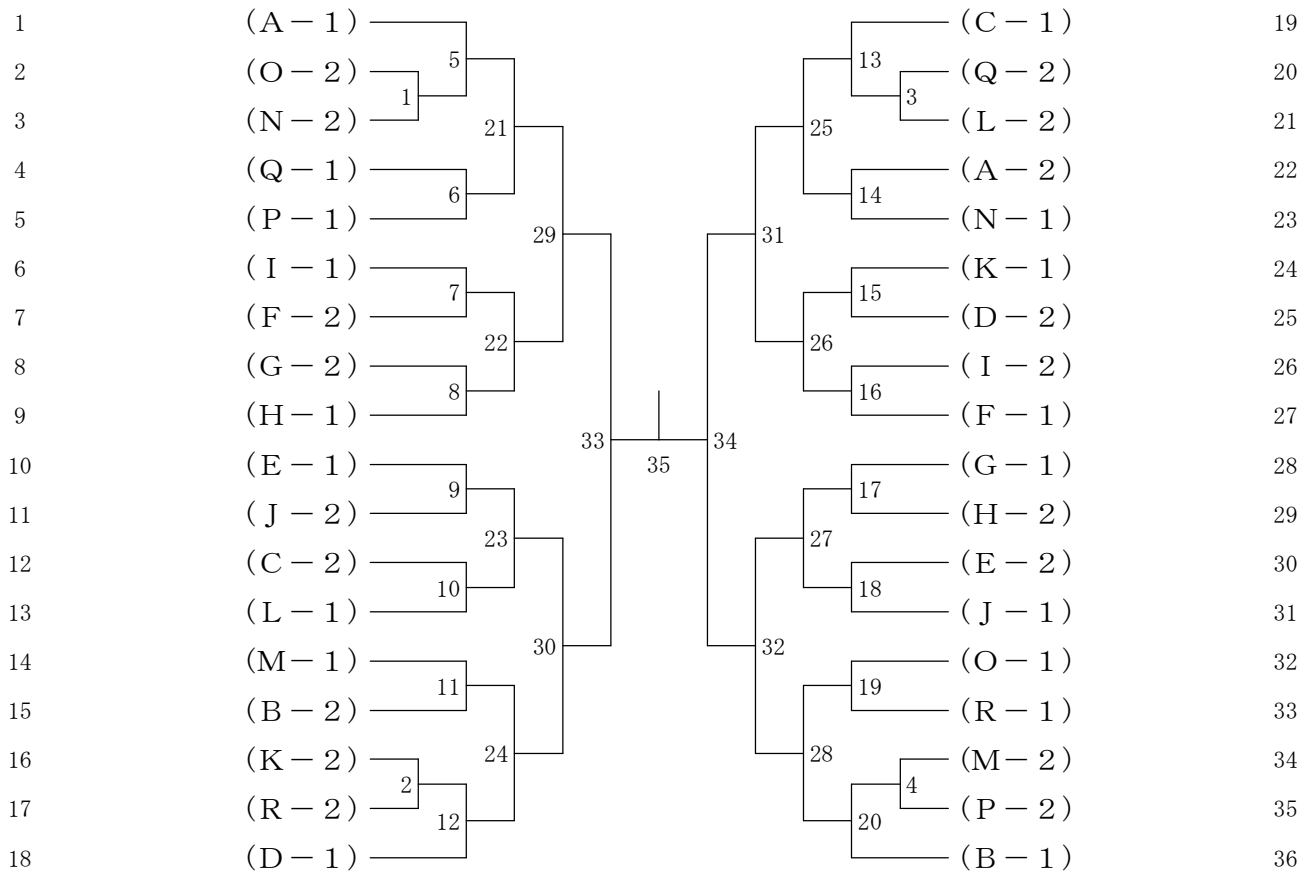 1 (A－1) (C－1) 19
5 13
2 (O－2) (Q－2) 20
1 3
3 (N－2) 21 25 (L－2) 21
4 (Q－1) (A－2) 22
6 14
5 (P－1) (N－1) 23
29 31
6 (I－1) (K－1) 24
7 15
7 (F－2) (D－2) 25
22 26
8 (G－2) (I－2) 26
8 16
9 (H－1) (F－1) 27
33 34
10 (E－1) 35 (G－1) 28
9 17
11 (J－2) (H－2) 29
23 27
12 (C－2) (E－2) 30
10 18
13 (L－1) (J－1) 31
30 32
14 (M－1) (O－1) 32
11 19
15 (B－2) (R－1) 33
24 28
16 (K－2) (M－2) 34
2 4
17 (R－2) (P－2) 35
12 20
18 (D－1) (B－1) 36